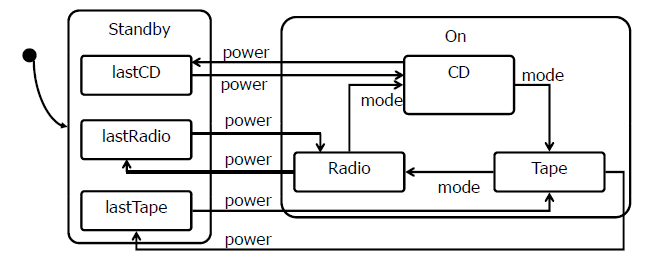 Standby
On
power
lastCD
CD
mode
power
mode
power
lastRadio
power
Radio
Tape
mode
power
lastTape
power